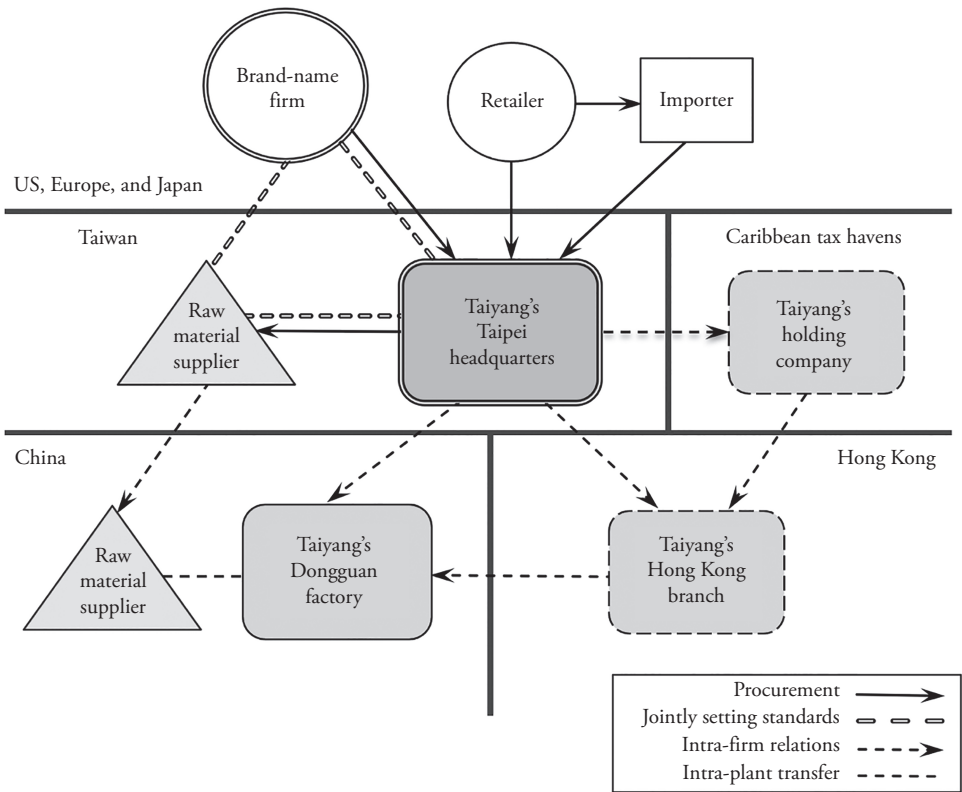 Brand-name
firm
Retailer
Importer
US, Europe, and Japan
Taiwan
Caribbean tax havens
Raw
material
supplier
Taiyang’s
Taipei
headquarters
Taiyang’s
holding
company
China
Hong Kong
Raw
material
supplier
Taiyang’s
Dongguan
factory
Taiyang’s
Hong Kong
branch
Procurement
Jointly setting standards
Intra-firm relations
Intra-plant transfer